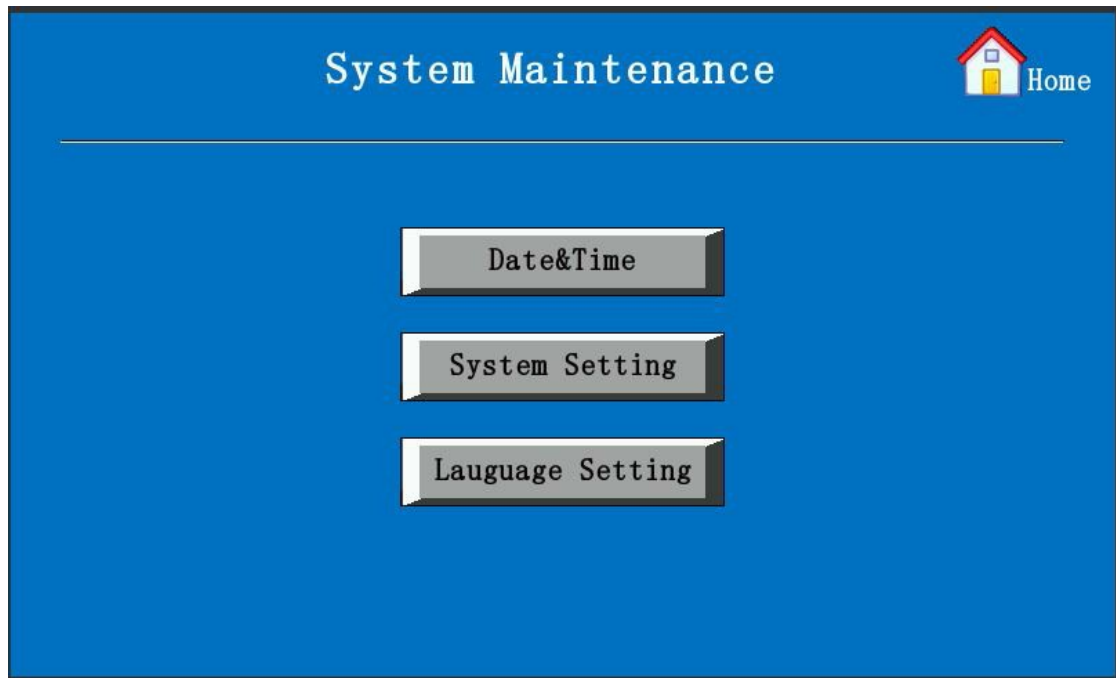 System Maintenance
Home
Date&Time
System Setting
Lauguage Setting